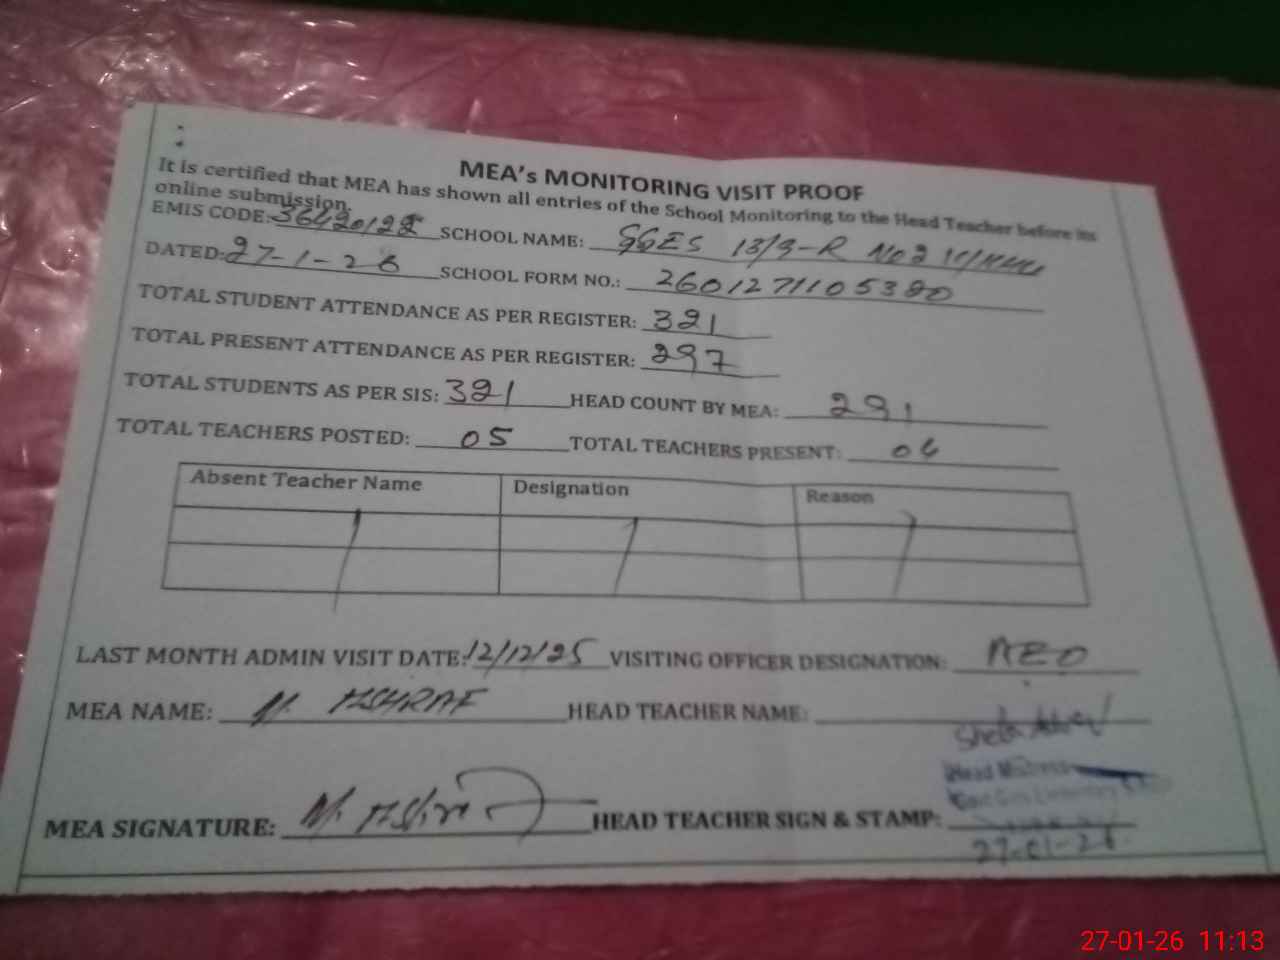 MEA's MONITORING VISIT PROOF
It is certified that MEA has shown all entries of the School Monitoring to the Head Teacher before its
online submission.
EMIS CODE: SCHOOL NAME: GGES 13/9-R No 2
DATED: 27-1-26 SCHOOL FORM NO.: 2601271105380
TOTAL STUDENT ATTENDANCE AS PER REGISTER: 321
TOTAL PRESENT ATTENDANCE AS PER REGISTER: 297
TOTAL STUDENTS AS PER SIS: 321 HEAD COUNT BY MEA: 291
TOTAL TEACHERS POSTED: 05 TOTAL TEACHERS PRESENT:
Absent Teacher Name Designation Reason
LAST MONTH ADMIN VISIT DATE: 12/12/25 VISITING OFFICER DESIGNATION: AEO
MEA NAME: M. ASHRAF HEAD TEACHER NAME:
Head Mistress
MEA SIGNATURE: HEAD TEACHER SIGN & STAMP:
27-01-26
27-01-26 11:13